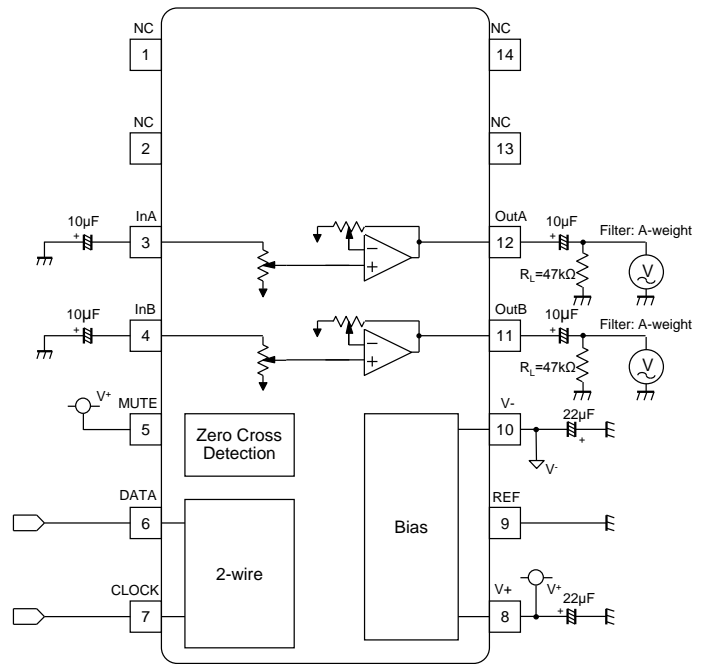 NC
1
NC
14
NC
2
NC
13
10µF
+
InA
3
−
+
OutA
12
10µF
+
Filter: A-weight
RL=47kΩ
V
10µF
+
InB
4
−
+
OutB
11
10µF
+
Filter: A-weight
RL=47kΩ
V
V+
MUTE
5
Zero Cross
Detection
V-
10
22µF
+
V-
DATA
6
REF
9
2-wire
Bias
CLOCK
7
V+
8
V+
22µF
+